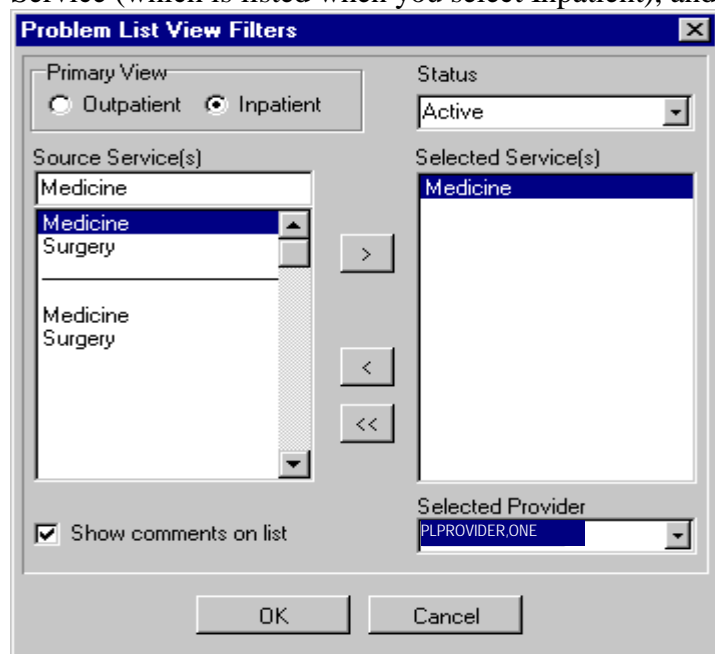 Service (which is listed when you select Inpatient), and
Problem List View Filters
Primary View
Outpatient Inpatient
Status
Active
Source Service(s)
Medicine
Medicine
Surgery
Medicine
Surgery
>
<
<<
Selected Service(s)
Medicine
Show comments on list
Selected Provider
PLPROVIDER,ONE
OK Cancel